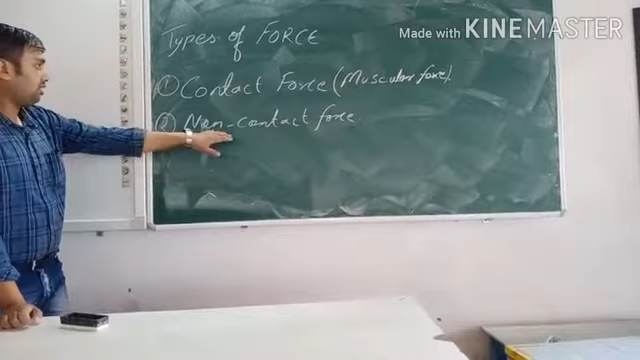 Made with KINEMASTER
Types of FORCE
① Contact Force (Muscular force)
② Non-contact force